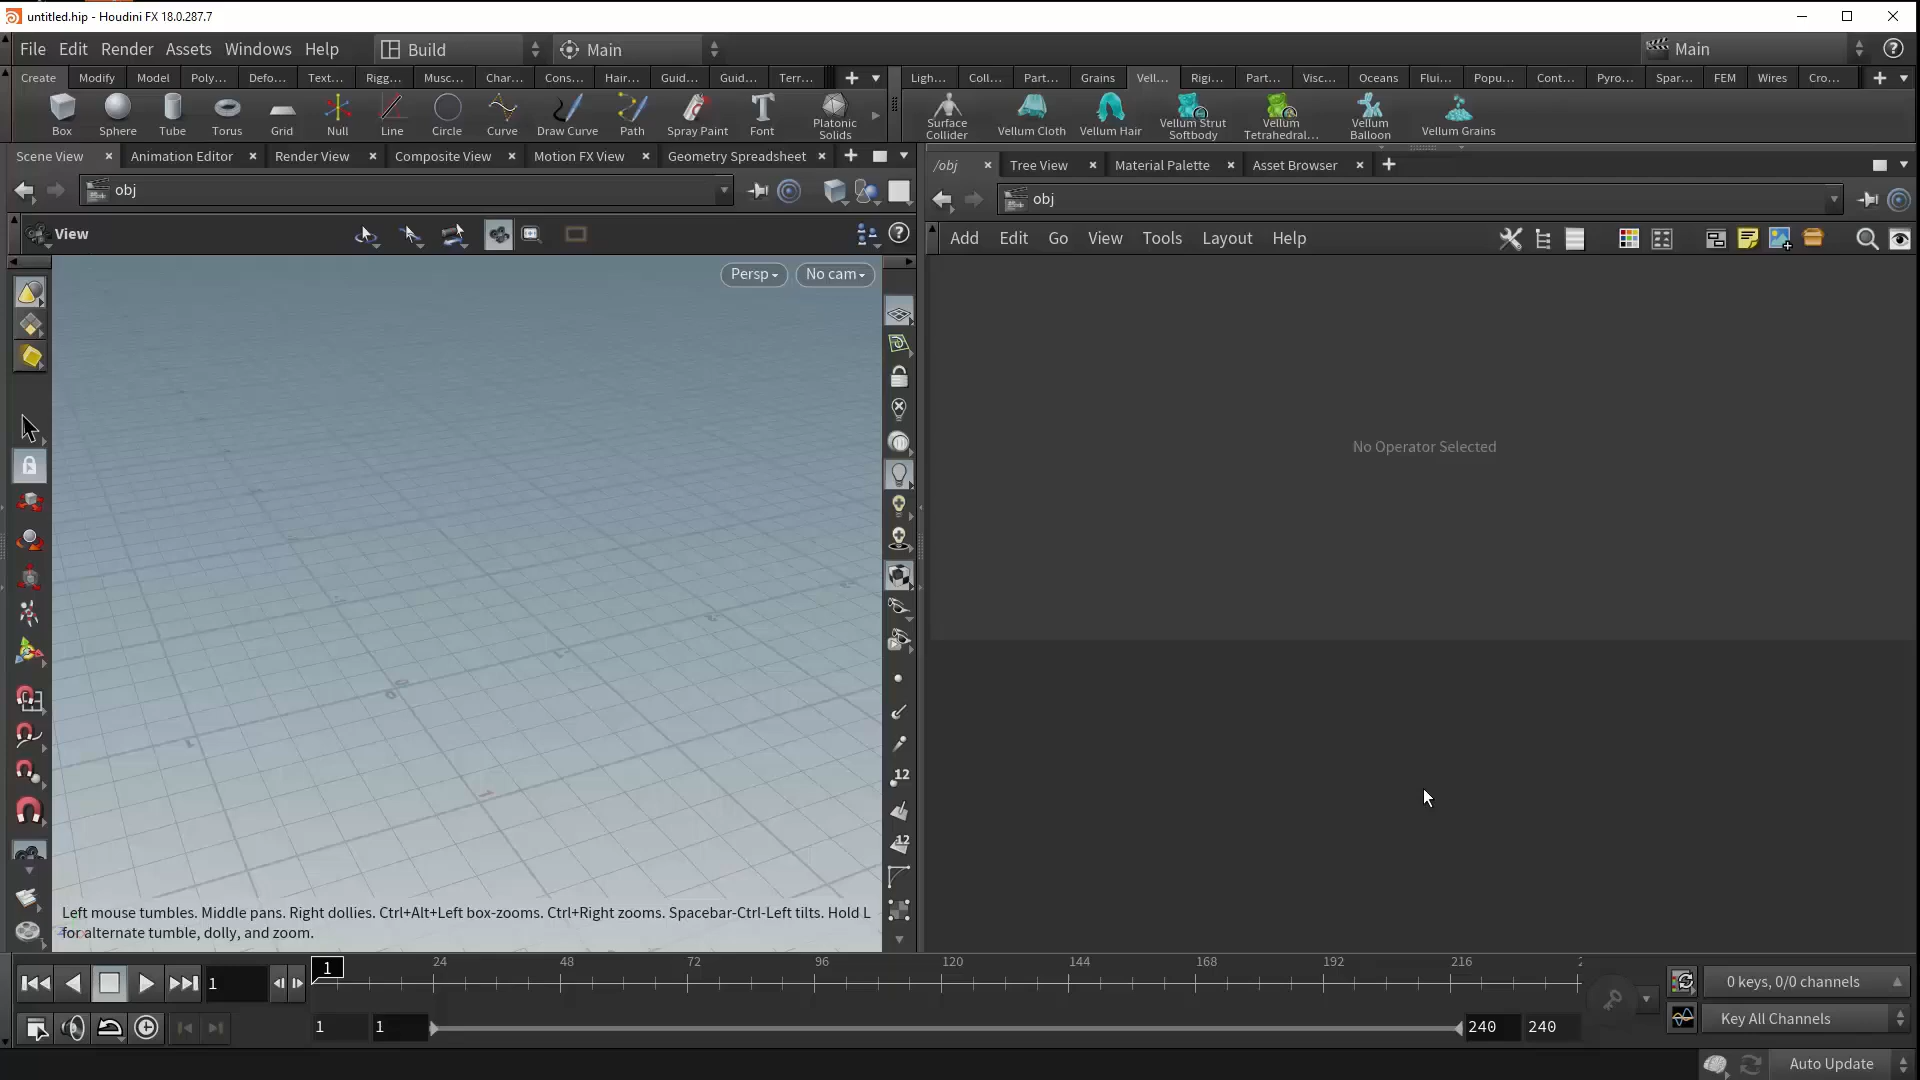 untitled.hip - Houdini FX 18.0.287.7
File Edit Render Assets Windows Help Build Main Main
Create Modify Model Poly... Defo... Text... Rigg... Musc... Char... Cons... Hair... Guid... Guid... Terr... Ligh... Coll... Part... Grains Vell... Rigi... Part... Visc... Oceans Flui... Popu... Cont... Pyro... Spar... FEM Wires Cro...
Box Sphere Tube Torus Grid Null Line Circle Curve Draw Curve Path Spray Paint Font Platonic Solids
Surface Collider Vellum Cloth Vellum Hair Vellum Strut Softbody Vellum Tetrahedral... Vellum Balloon Vellum Grains
Scene View Animation Editor Render View Composite View Motion FX View Geometry Spreadsheet
/obj Tree View Material Palette Asset Browser
obj
obj
View
Add Edit Go View Tools Layout Help
Persp No cam
No Operator Selected
12
12
Left mouse tumbles. Middle pans. Right dollies. Ctrl+Alt+Left box-zooms. Ctrl+Right zooms. Spacebar-Ctrl-Left tilts. Hold L
for alternate tumble, dolly, and zoom.
1 1 24 48 72 96 120 144 168 192 216
0 keys, 0/0 channels
1 1 240 240
Key All Channels
Auto Update